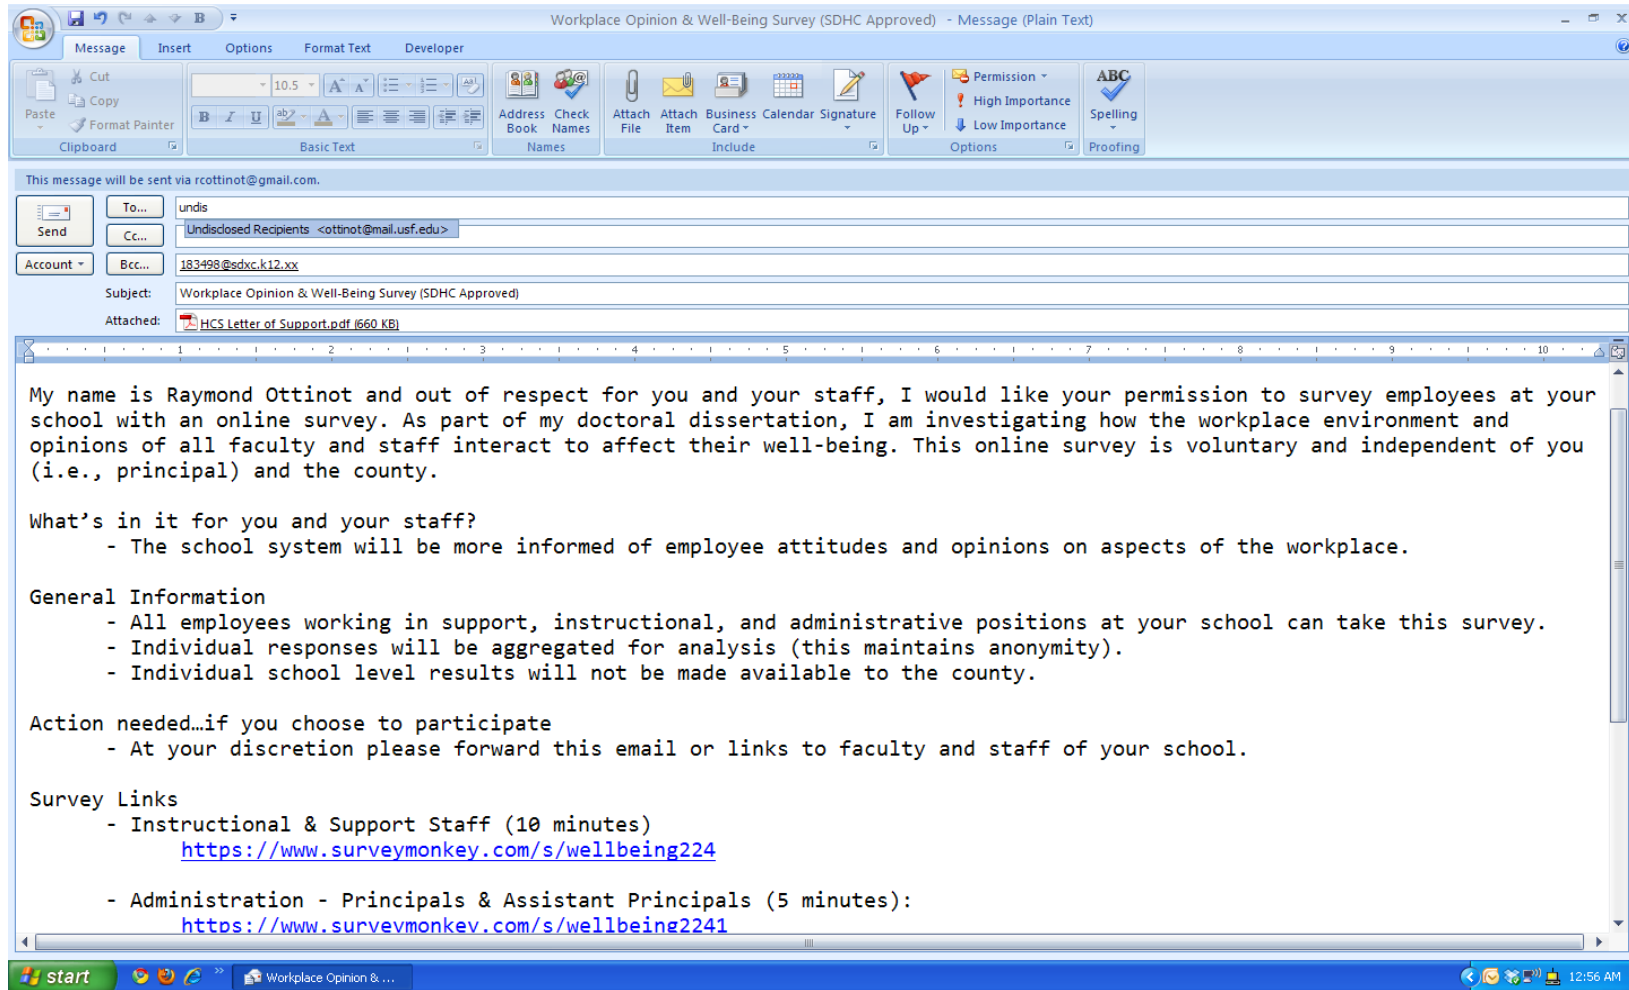 Workplace Opinion & Well-Being Survey (SDHC Approved) - Message (Plain Text)
Message Insert Options Format Text Developer
Paste
Cut
Copy
Format Painter
Clipboard
10.5
Basic Text
Address Book
Check Names
Names
Attach File
Attach Item
Business Card
Calendar
Signature
Include
Follow Up
Permission
High Importance
Low Importance
Options
ABC
Spelling
Proofing
This message will be sent via rcottinot@gmail.com.
Send
Account
To... undis
Undisclosed Recipients <ottinot@mail.usf.edu>
Cc...
Bcc... 183498@sdxc.k12.xx
Subject: Workplace Opinion & Well-Being Survey (SDHC Approved)
Attached: HCS Letter of Support.pdf (660 KB)
1 2 3 4 5 6 7 8 9 10
My name is Raymond Ottinot and out of respect for you and your staff, I would like your permission to survey employees at your
school with an online survey. As part of my doctoral dissertation, I am investigating how the workplace environment and
opinions of all faculty and staff interact to affect their well-being. This online survey is voluntary and independent of you
(i.e., principal) and the county.
What’s in it for you and your staff?
- The school system will be more informed of employee attitudes and opinions on aspects of the workplace.
General Information
- All employees working in support, instructional, and administrative positions at your school can take this survey.
- Individual responses will be aggregated for analysis (this maintains anonymity).
- Individual school level results will not be made available to the county.
Action needed…if you choose to participate
- At your discretion please forward this email or links to faculty and staff of your school.
Survey Links
- Instructional & Support Staff (10 minutes)
https://www.surveymonkey.com/s/wellbeing224
- Administration - Principals & Assistant Principals (5 minutes):
https://www.surveymonkey.com/s/wellbeing2241
start
Workplace Opinion & ...
12:56 AM